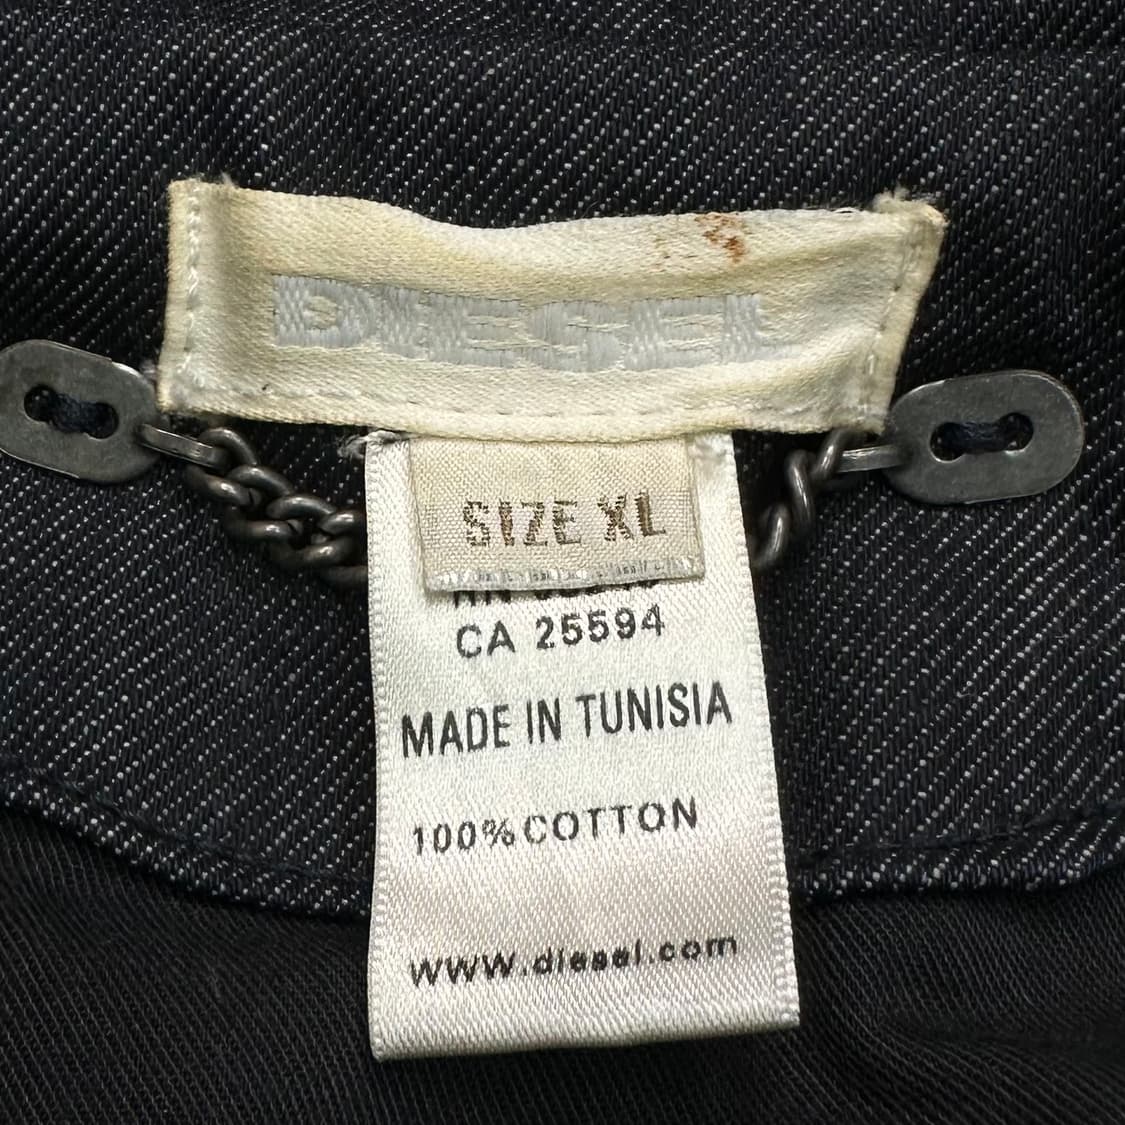 DIESEL
SIZE XL
CA 25594
MADE IN TUNISIA
100% COTTON
www.diesel.com